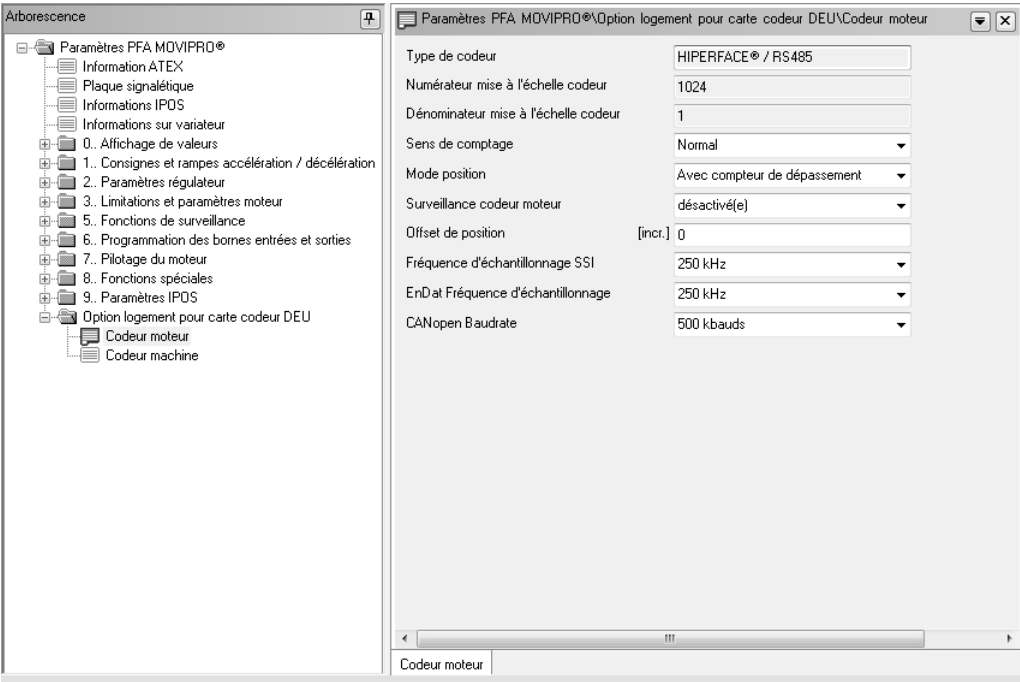 Arborescence
Paramètres PFA MOVIPRO®
Information ATEX
Plaque signalétique
Informations IPOS
Informations sur variateur
0.. Affichage de valeurs
1.. Consignes et rampes accélération / décélération
2.. Paramètres régulateur
3.. Limitations et paramètres moteur
5.. Fonctions de surveillance
6.. Programmation des bornes entrées et sorties
7.. Pilotage du moteur
8.. Fonctions spéciales
9.. Paramètres IPOS
Option logement pour carte codeur DEU
Codeur moteur
Codeur machine
Paramètres PFA MOVIPRO®\Option logement pour carte codeur DEU\Codeur moteur
Type de codeur HIPERFACE® / RS485
Numérateur mise à l'échelle codeur 1024
Dénominateur mise à l'échelle codeur 1
Sens de comptage Normal
Mode position Avec compteur de dépassement
Surveillance codeur moteur désactivé(e)
Offset de position [incr.] 0
Fréquence d'échantillonnage SSI 250 kHz
EnDat Fréquence d'échantillonnage 250 kHz
CANopen Baudrate 500 kbauds
Codeur moteur